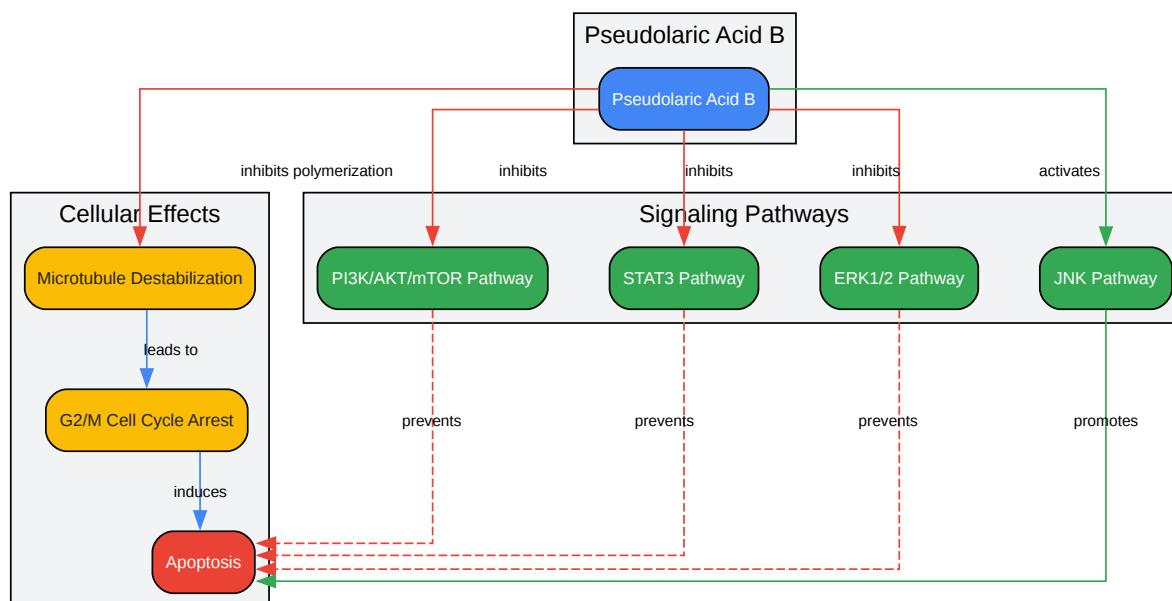 Pseudolaric Acid B
Pseudolaric Acid B
inhibits polymerization
inhibits
inhibits
inhibits
activates
Cellular Effects
Signaling Pathways
Microtubule Destabilization
PI3K/AKT/mTOR Pathway
STAT3 Pathway
ERK1/2 Pathway
JNK Pathway
leads to
G2/M Cell Cycle Arrest
prevents
prevents
prevents
promotes
induces
Apoptosis